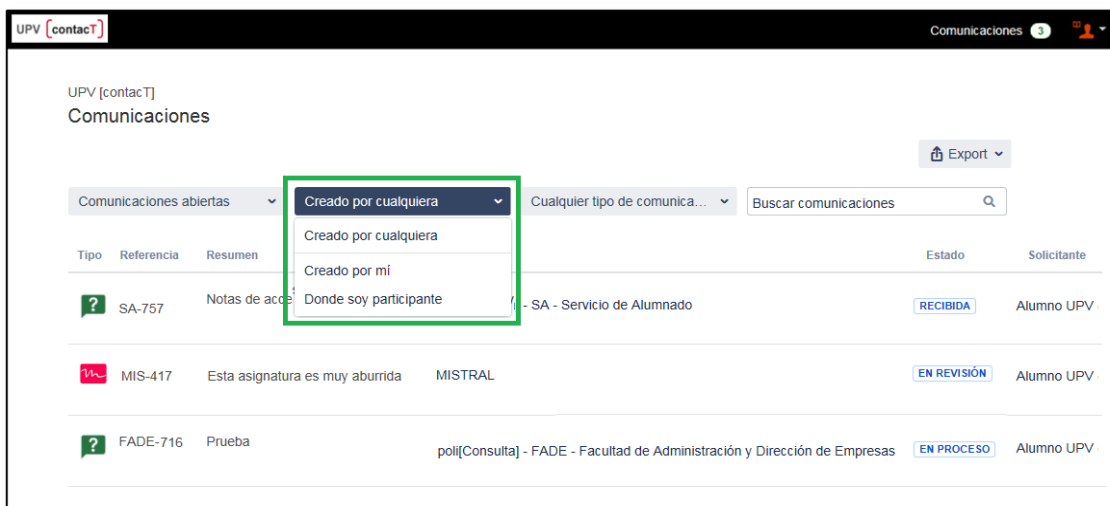 UPV [contacT]
Comunicaciones 3
UPV [contacT]
Comunicaciones
Export
Comunicaciones abiertas
Creado por cualquiera
Cualquier tipo de comunica...
Buscar comunicaciones
Creado por cualquiera
Creado por mí
Donde soy participante
Tipo Referencia Resumen Estado Solicitante
SA-757 Notas de acce - SA - Servicio de Alumnado RECIBIDA Alumno UPV
MIS-417 Esta asignatura es muy aburrida MISTRAL EN REVISIÓN Alumno UPV
FADE-716 Prueba poli[Consulta] - FADE - Facultad de Administración y Dirección de Empresas EN PROCESO Alumno UPV